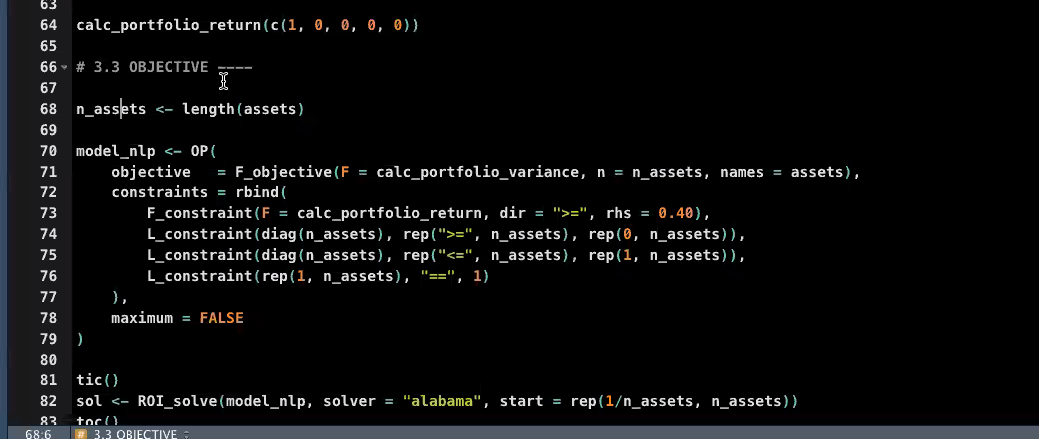 63
64 calc_portfolio_return(c(1, 0, 0, 0, 0))
65
66 # 3.3 OBJECTIVE ----
67
68 n_assets <- length(assets)
69
70 model_nlp <- OP(
71     objective   = F_objective(F = calc_portfolio_variance, n = n_assets, names = assets),
72     constraints = rbind(
73         F_constraint(F = calc_portfolio_return, dir = ">=", rhs = 0.40),
74         L_constraint(diag(n_assets), rep(">=", n_assets), rep(0, n_assets)),
75         L_constraint(diag(n_assets), rep("<=", n_assets), rep(1, n_assets)),
76         L_constraint(rep(1, n_assets), "==", 1)
77     ),
78     maximum = FALSE
79 )
80
81 tic()
82 sol <- ROI_solve(model_nlp, solver = "alabama", start = rep(1/n_assets, n_assets))
83 toc()
68:6 # 3.3 OBJECTIVE